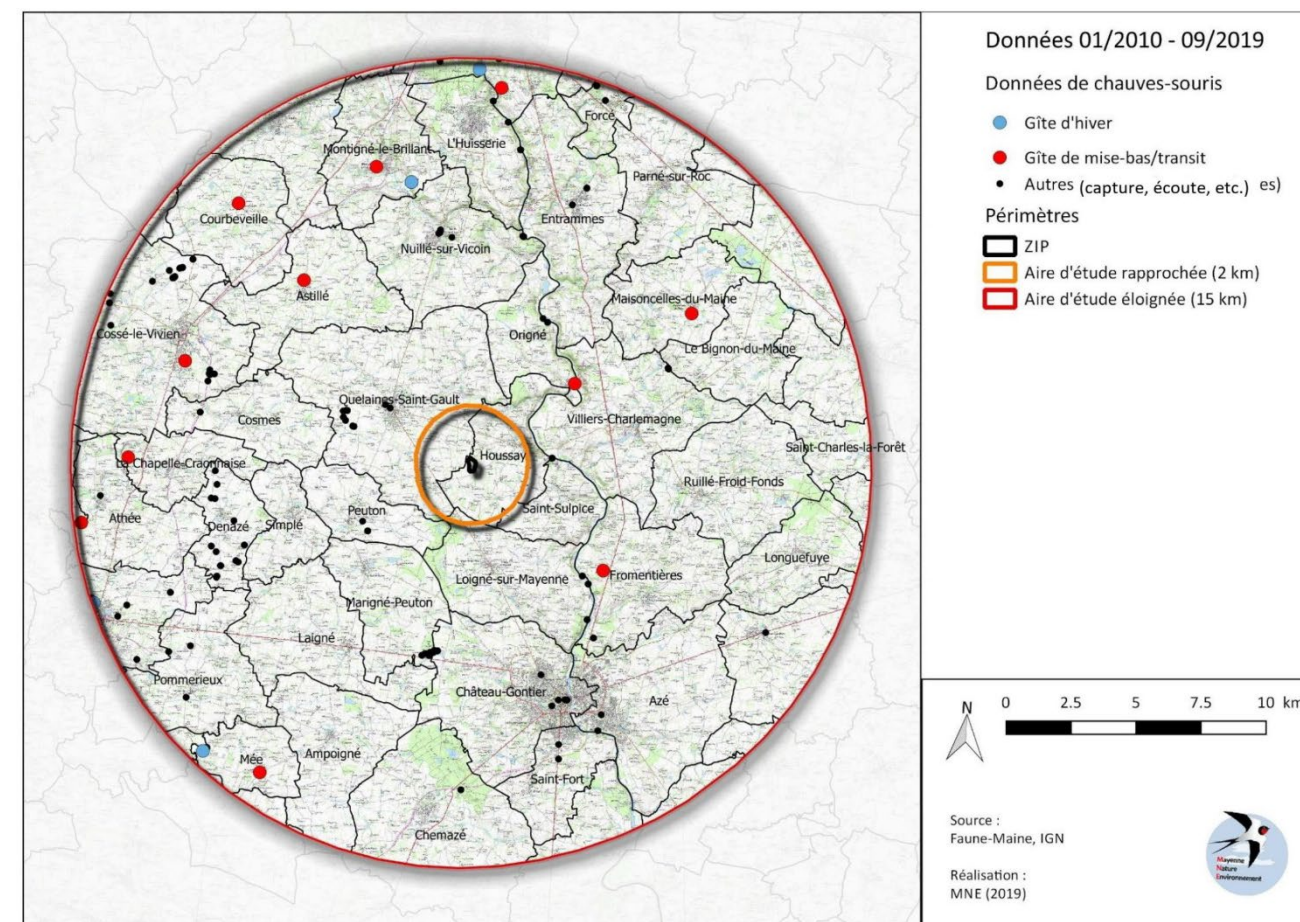 Données 01/2010 - 09/2019
Données de chauves-souris
Gîte d'hiver
Gîte de mise-bas/transit
Autres (capture, écoute, etc.) es)
Périmètres
ZIP
Aire d'étude rapprochée (2 km)
Aire d'étude éloignée (15 km)
Forcé
L'Huisserie
Montigné-le-Brillant
Parné-sur-Roc
Courbeveille
Entrammes
Nuillé-sur-Vicoin
Astillé
Maisoncelles-du-Maine
Cossé-le-Vivien
Origné
Le Bignon-du-Maine
Quelaines-Saint-Gault
Cosmes
Villiers-Charlemagne
Saint-Charles-la-Forêt
Houssay
La Chapelle-Craonnaise
Ruillé-Froid-Fonds
Athée
Denazé
Simplé
Peuton
Saint-Sulpice
Longuefuye
Loigné-sur-Mayenne
Fromentières
Marigné-Peuton
Laigné
Pommerieux
Château-Gontier
Azé
Mée
Ampoigné
Saint-Fort
Chemazé
N
0 2.5 5 7.5 10 km
Source :
Faune-Maine, IGN
Réalisation :
MNE (2019)
Mayenne
Nature
Environnement